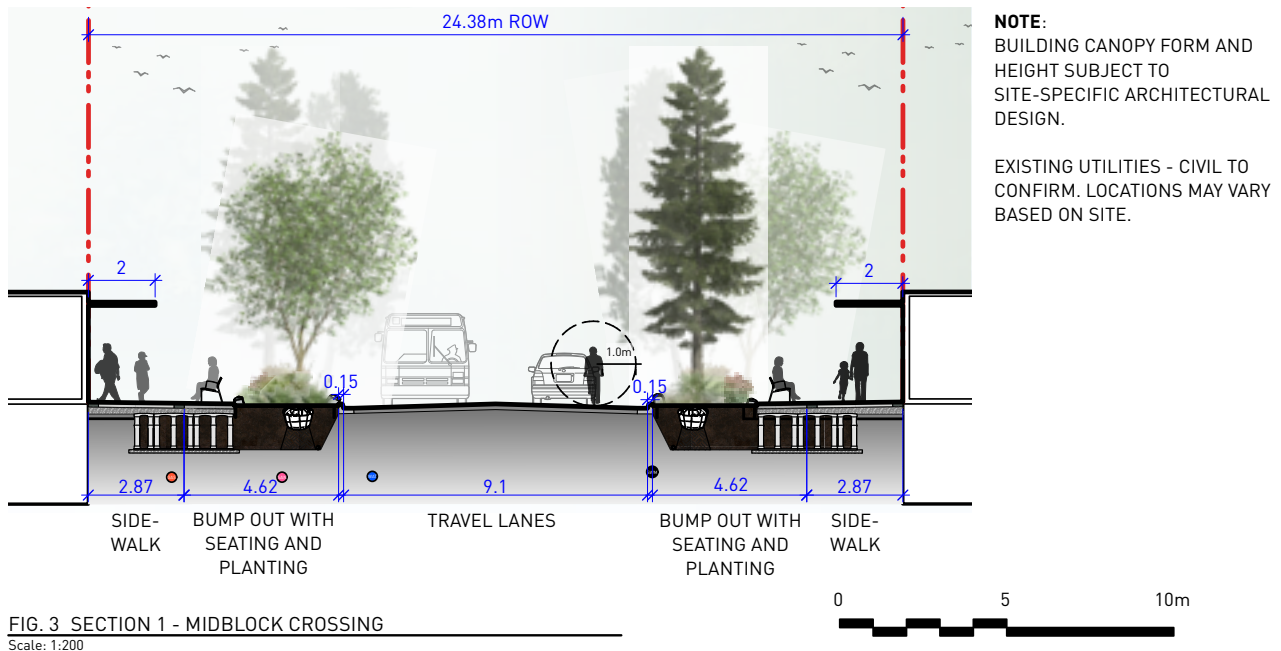 24.38m ROW
NOTE:
BUILDING CANOPY FORM AND
HEIGHT SUBJECT TO
SITE-SPECIFIC ARCHITECTURAL
DESIGN.
EXISTING UTILITIES - CIVIL TO
CONFIRM. LOCATIONS MAY VARY
BASED ON SITE.
2
2
1.0m
0.15
0.15
2.87
4.62
9.1
4.62
2.87
SIDE-
WALK
BUMP OUT WITH
SEATING AND
PLANTING
TRAVEL LANES
BUMP OUT WITH
SEATING AND
PLANTING
SIDE-
WALK
FIG. 3 SECTION 1 - MIDBLOCK CROSSING
Scale: 1:200
0
5
10m